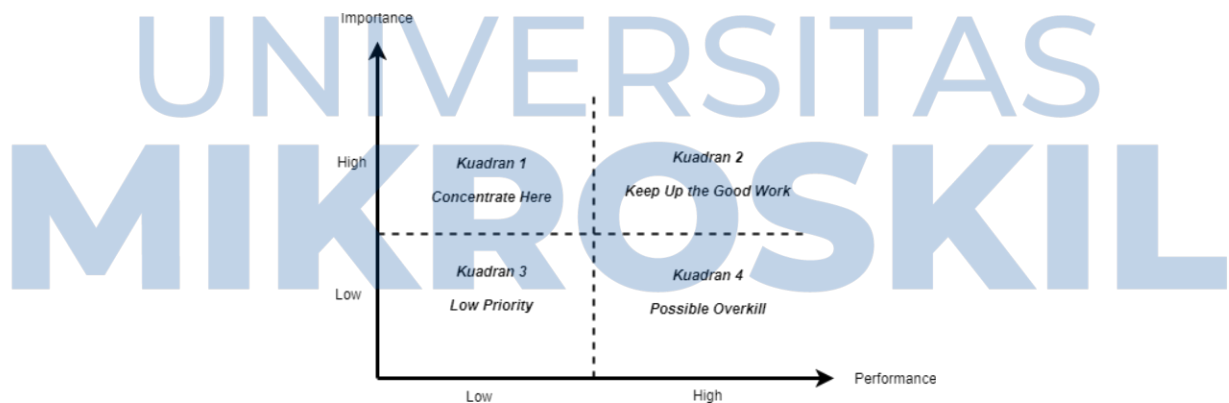 Importance
UNIVERSITAS
MIKROSKIL
High
Kuadran 1
Concentrate Here
Kuadran 2
Keep Up the Good Work
Low
Kuadran 3
Low Priority
Kuadran 4
Possible Overkill
Performance
Low
High